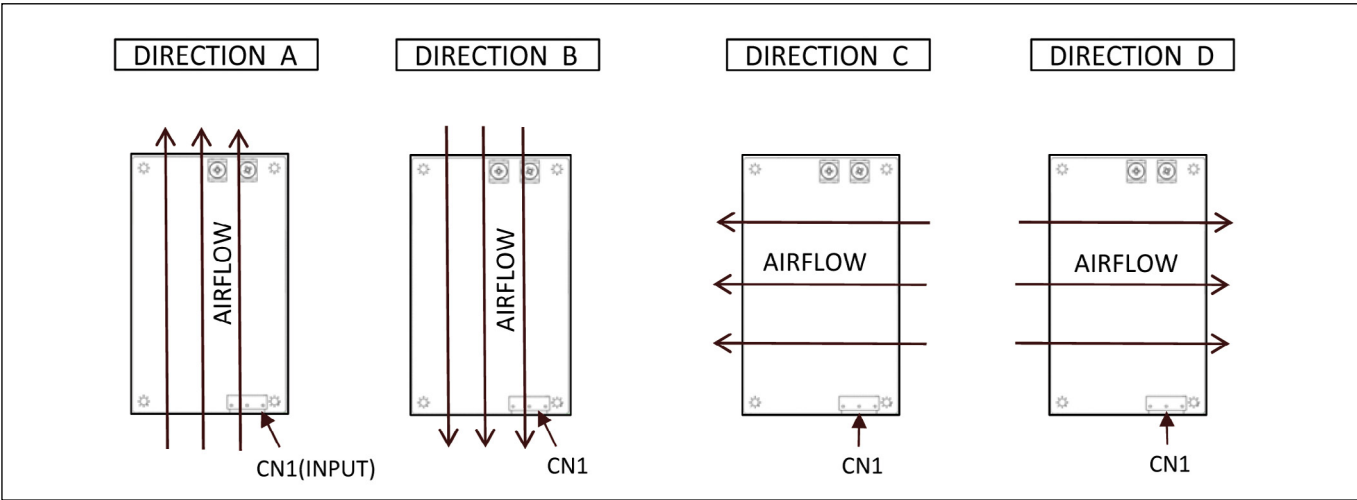 DIRECTION A
DIRECTION B
DIRECTION C
DIRECTION D
AIRFLOW
AIRFLOW
AIRFLOW
AIRFLOW
CN1(INPUT)
CN1
CN1
CN1